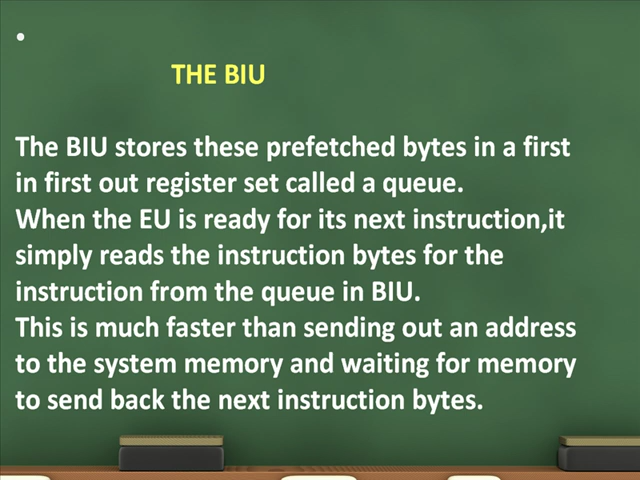 THE BIU
The BIU stores these prefetched bytes in a first
in first out register set called a queue.
When the EU is ready for its next instruction,it
simply reads the instruction bytes for the
instruction from the queue in BIU.
This is much faster than sending out an address
to the system memory and waiting for memory
to send back the next instruction bytes.